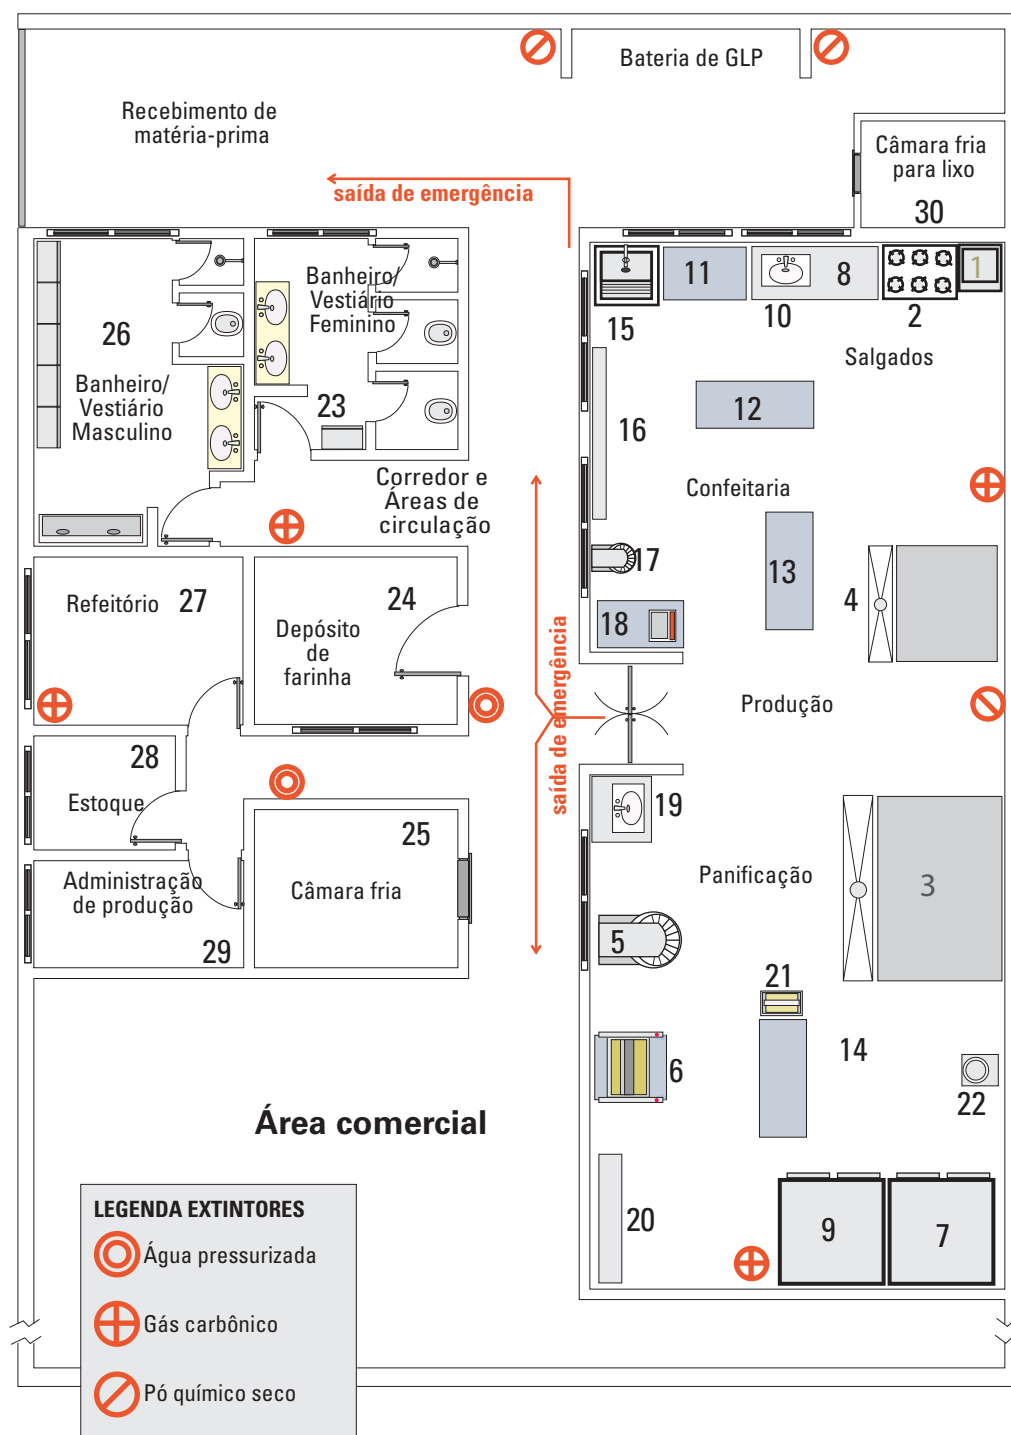 Bateria de GLP
Recebimento de
matéria-prima
Câmara fria
para lixo
30
saída de emergência
Banheiro/
Vestiário
Feminino
11
8
1
15
10
2
26
Salgados
Banheiro/
Vestiário
Masculino
23
16
12
Corredor e
Áreas de
circulação
Confeitaria
17
13
4
Refeitório
27
24
Depósito
de
farinha
18
saída de emergência
Produção
28
Estoque
19
25
Câmara fria
Administração
de produção
29
Panificação
3
5
21
14
6
22
Área comercial
20
9
7
LEGENDA EXTINTORES
Água pressurizada
Gás carbônico
Pó químico seco